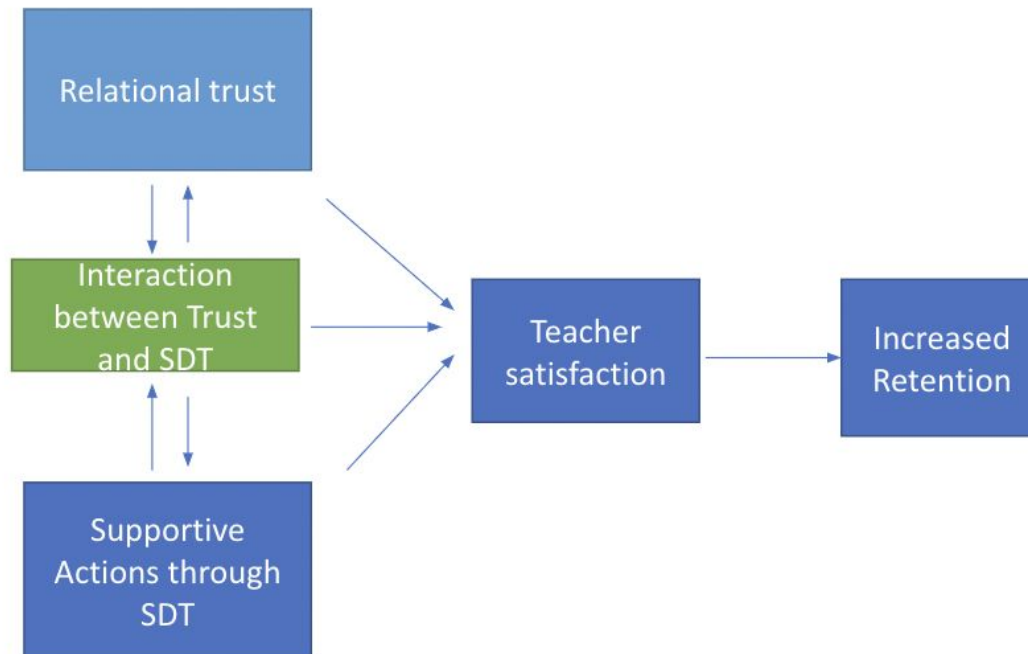 Relational trust
Interaction
between Trust
and SDT
Supportive
Actions through
SDT
Teacher
satisfaction
Increased
Retention